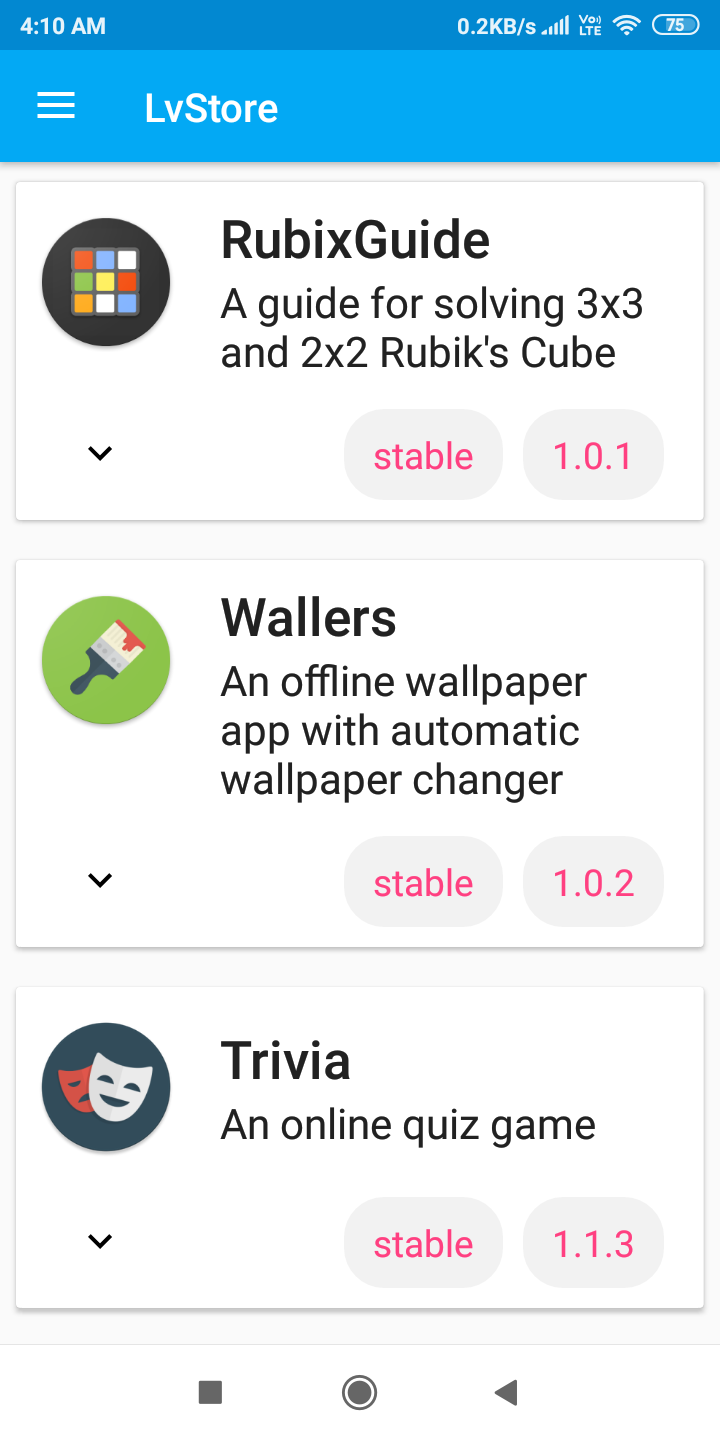 4:10 AM 0.2KB/s Vo) LTE 75
LvStore
RubixGuide
A guide for solving 3x3
and 2x2 Rubik's Cube
stable 1.0.1
Wallers
An offline wallpaper
app with automatic
wallpaper changer
stable 1.0.2
Trivia
An online quiz game
stable 1.1.3